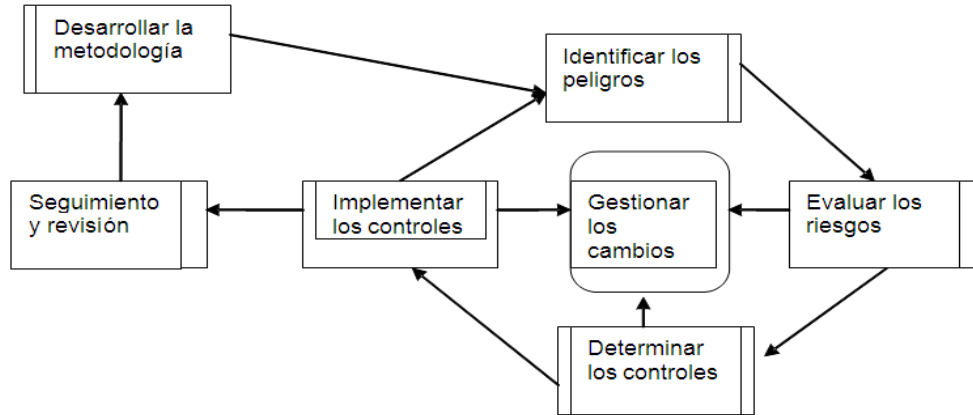 Desarrollar la
metodología
Identificar los
peligros
Seguimiento
y revisión
Implementar
los controles
Gestionar
los
cambios
Evaluar los
riesgos
Determinar
los controles